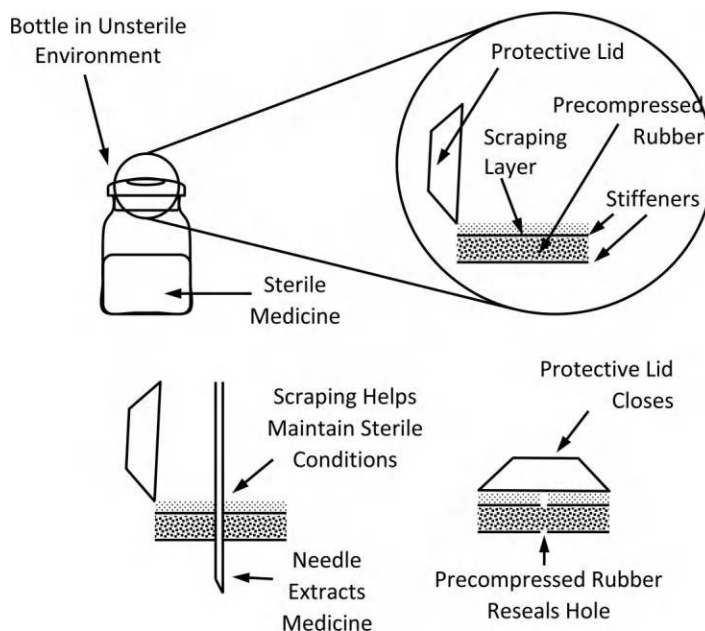 Bottle in Unsterile
Environment
Protective Lid
Precompressed
Rubber
Scraping
Layer
Stiffeners
Sterile
Medicine
Scraping Helps
Maintain Sterile
Conditions
Needle
Extracts
Medicine
Protective Lid
Closes
Precompressed Rubber
Reseals Hole